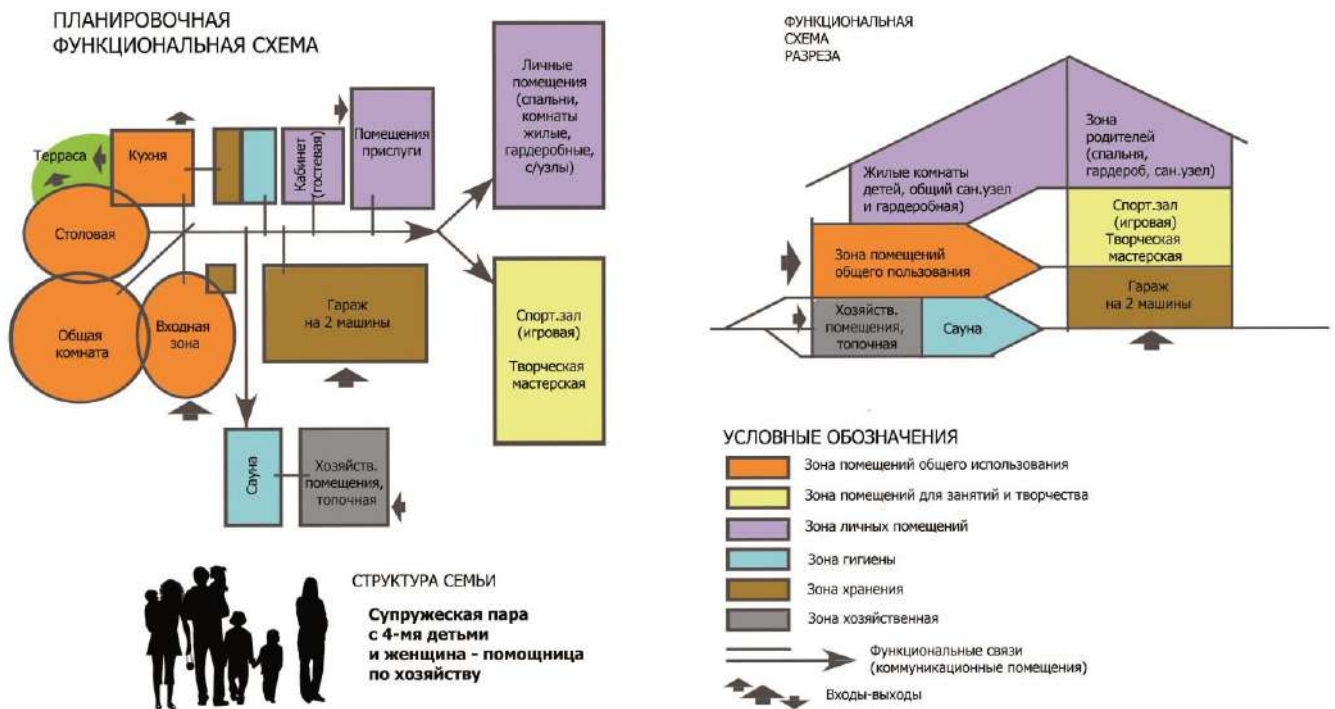 ПЛАНИРОВОЧНАЯ
ФУНКЦИОНАЛЬНАЯ СХЕМА
Терраса
Кухня
Столовая
Общая
комната
Входная
зона
Кабинет
(гостевая)
Помещения
прислуги
Личные
помещения
(спальни,
комнаты
жилые,
гардеробные,
с/узлы)
Гараж
на 2 машины
Спорт.зал
(игровая)
Творческая
мастерская
Сауна
Хозяйств.
помещения,
топочная
СТРУКТУРА СЕМЬИ
Супружеская пара
с 4-мя детьми
и женщина - помощница
по хозяйству
ФУНКЦИОНАЛЬНАЯ
СХЕМА
РАЗРЕЗА
Жилые комнаты
детей, общий сан.узел
и гардеробная)
Зона
родителей
(спальня,
гардероб, сан.узел)
Спорт.зал
(игровая)
Творческая
мастерская
Зона помещений
общего пользования
Гараж
на 2 машины
Хозяйств.
помещения,
топочная
Сауна
УСЛОВНЫЕ ОБОЗНАЧЕНИЯ
Зона помещений общего использования
Зона помещений для занятий и творчества
Зона личных помещений
Зона гигиены
Зона хранения
Зона хозяйственная
Функциональные связи
(коммуникационные помещения)
Входы-выходы